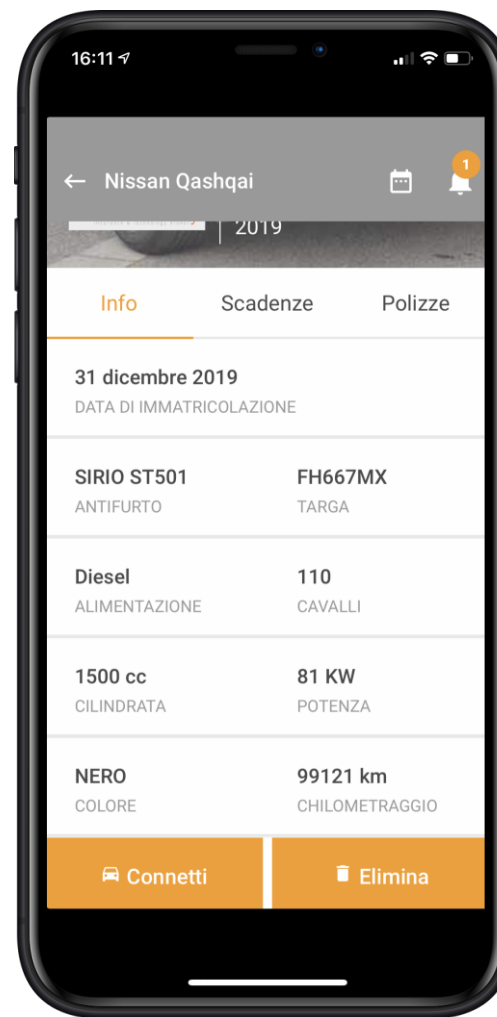 16:11
Nissan Qashqai
1
2019
Info Scadenze Polizze
31 dicembre 2019
DATA DI IMMATRICOLAZIONE
SIRIO ST501 FH667MX
ANTIFURTO TARGA
Diesel 110
ALIMENTAZIONE CAVALLI
1500 cc 81 KW
CILINDRATA POTENZA
NERO 99121 km
COLORE CHILOMETRAGGIO
Connetti Elimina